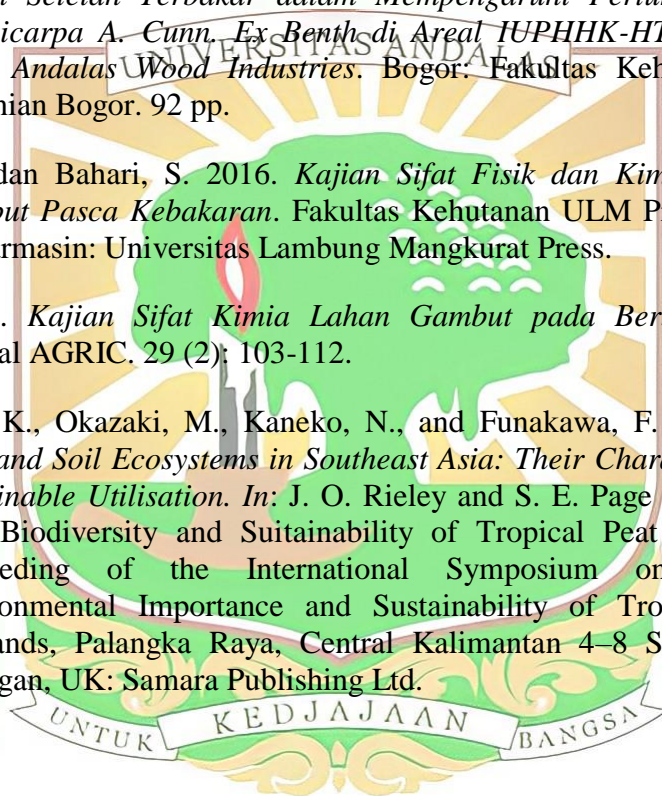 Setelah Terbakar dalam Mempengaruhi
icarpa A. Cunn. Ex Benth di Areal IUPHHK-HT
UNIVERSITAS ANDALAS
Andalas Wood Industries. Bogor: Fakultas Keh
nian Bogor. 92 pp.
dan Bahari, S. 2016. Kajian Sifat Fisik dan Kim
but Pasca Kebakaran. Fakultas Kehutanan ULM P
armasin: Universitas Lambung Mangkurat Press.
. Kajian Sifat Kimia Lahan Gambut pada Ber
al AGRIC. 29 (2): 103-112.
K., Okazaki, M., Kaneko, N., and Funakawa, F.
and Soil Ecosystems in Southeast Asia: Their Chara
inable Utilisation. In: J. O. Rieley and S. E. Page
Biodiversity and Suitainability of Tropical Peat
eding of the International Symposium on
onmental Importance and Sustainability of Tro
ands, Palangka Raya, Central Kalimantan 4–8 S
gan, UK: Samara Publishing Ltd.
UNTUK KEDJAJAAN BANGSA